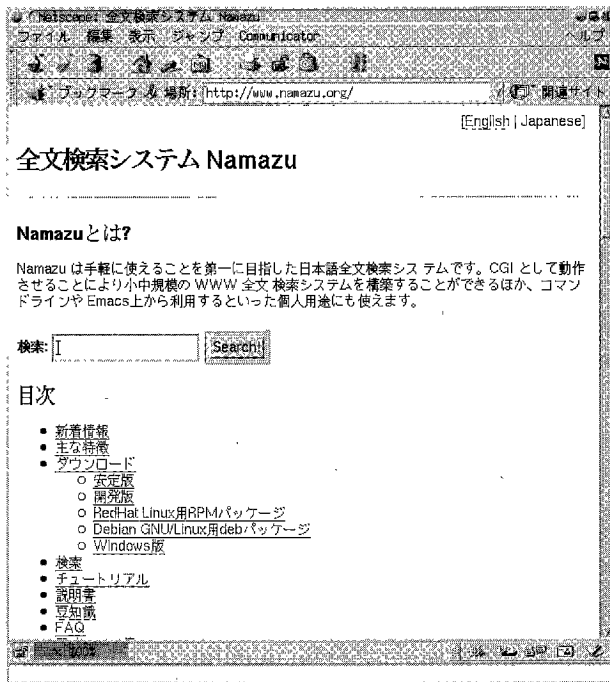 Netscape: 全文検索システム Namazu
ファイル 編集 表示 ジャンプ Communicator ヘルプ
ブックマーク & 場所: http://www.namazu.org/ 関連サイト
[English | Japanese]
全文検索システム Namazu
Namazuとは?
Namazu は手軽に使えることを第一に目指した日本語全文検索シス テムです。CGI として動作
させることにより小中規模の WWW 全文 検索システムを構築することができるほか、コマン
ドラインや Emacs上から利用するといった個人用途にも使えます。
検索: Search!
目次
新着情報
主な特徴
ダウンロード
安定版
開発版
RedHat Linux用RPMパッケージ
Debian GNU/Linux用debパッケージ
Windows版
検索
チュートリアル
説明書
豆知識
FAQ
100%